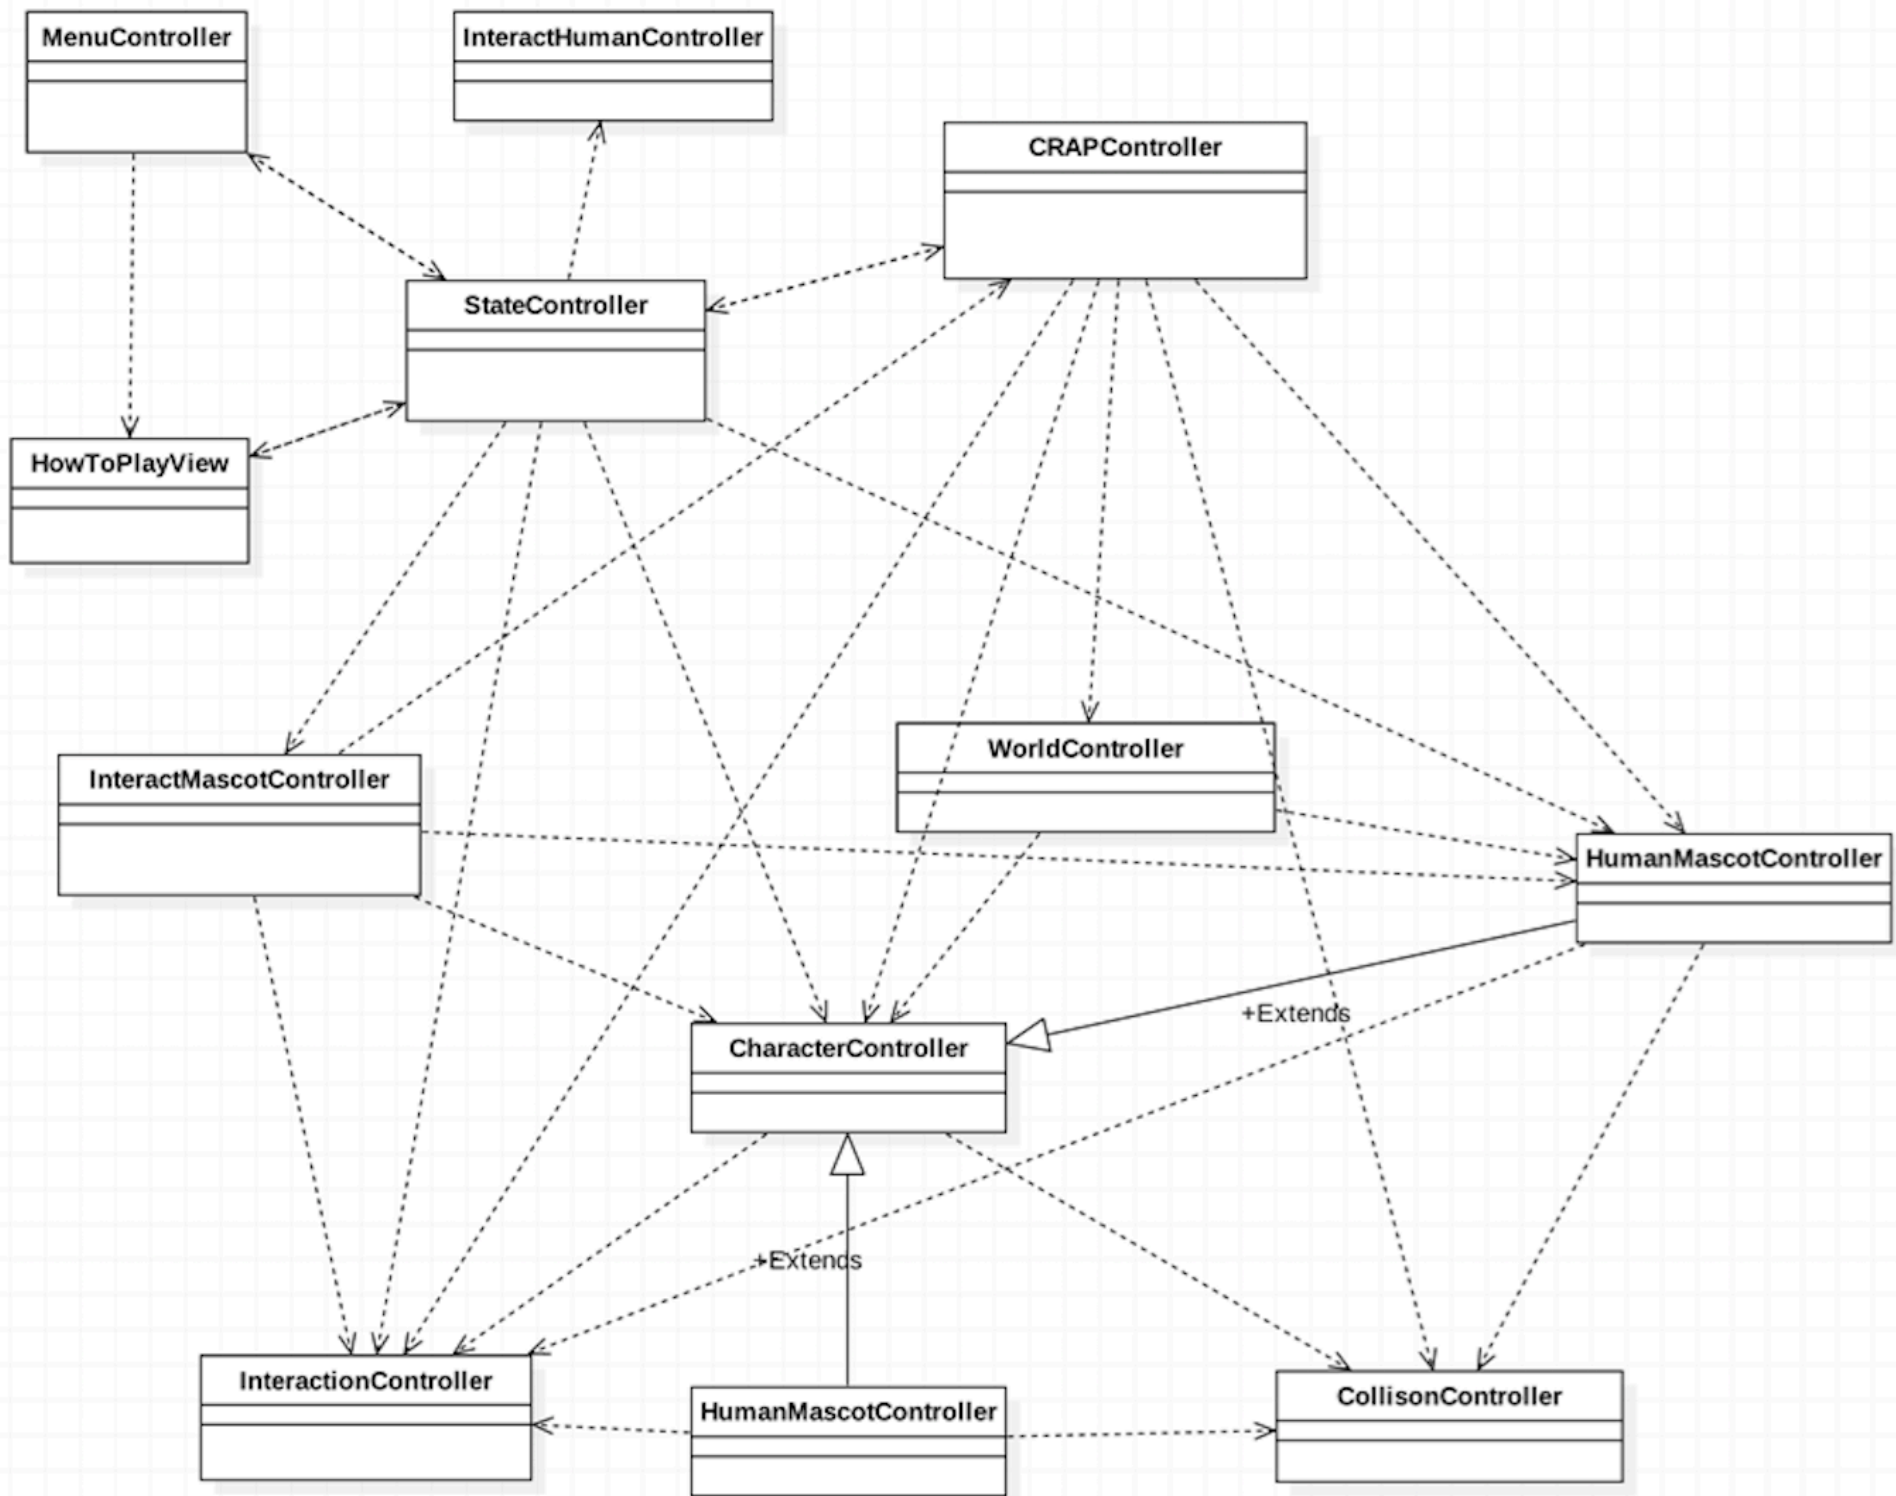 MenuController
InteractHumanController
CRAPController
StateController
HowToPlayView
WorldController
InteractMascotController
HumanMascotController
+Extends
CharacterController
+Extends
InteractionController
HumanMascotController
CollisonController